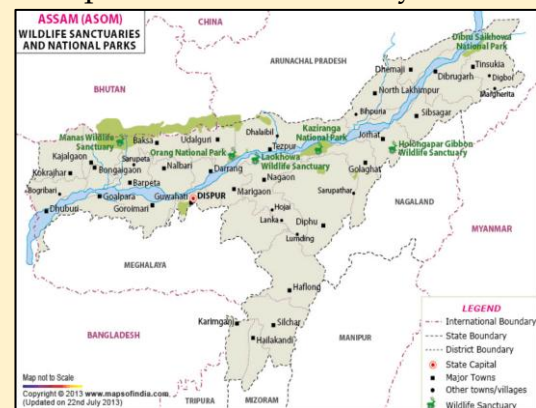 ASSAM (ASOM)
WILDLIFE SANCTUARIES
AND NATIONAL PARKS
CHINA
ARUNACHAL PRADESH
BHUTAN
Dibru Saikhowa
National Park
Tinsukia
Dhemaji
Dibrugarh
Digboi
North Lakhimpur
Margherita
Bihpuria
Sibsagar
Dhalaibil
Kaziranga
National Park
Jorhat
Holongapar Gibbon
Wildlife Sanctuary
Manas Wildlife
Sanctuary
Baksa
Udalguri
Tezpur
Orang National Park
Laokhowa
Wildlife Sanctuary
Kajalgaon
Barpeta
Nalbari
Darrang
Golaghat
Kokrajhar
Bongaigaon
Barpeta
Nagaon
Marigaon
Sarupathar
Goalpara
Guwahati
DISPUR
NAGALAND
Dhuburi
Goroimari
Hojai
Lanka
Diphu
Lumding
MYANMAR
MEGHALAYA
Haflong
Karimganj
Silchar
Hailakandi
MANIPUR
BANGLADESH
TRIPURA
MIZORAM
LEGEND
International Boundary
State Boundary
District Boundary
State Capital
Major Towns
Other towns/villages
Wildlife Sanctuary
Map not to Scale
Copyright © 2013 www.mapsofindia.com
(Updated on 22nd July 2013)